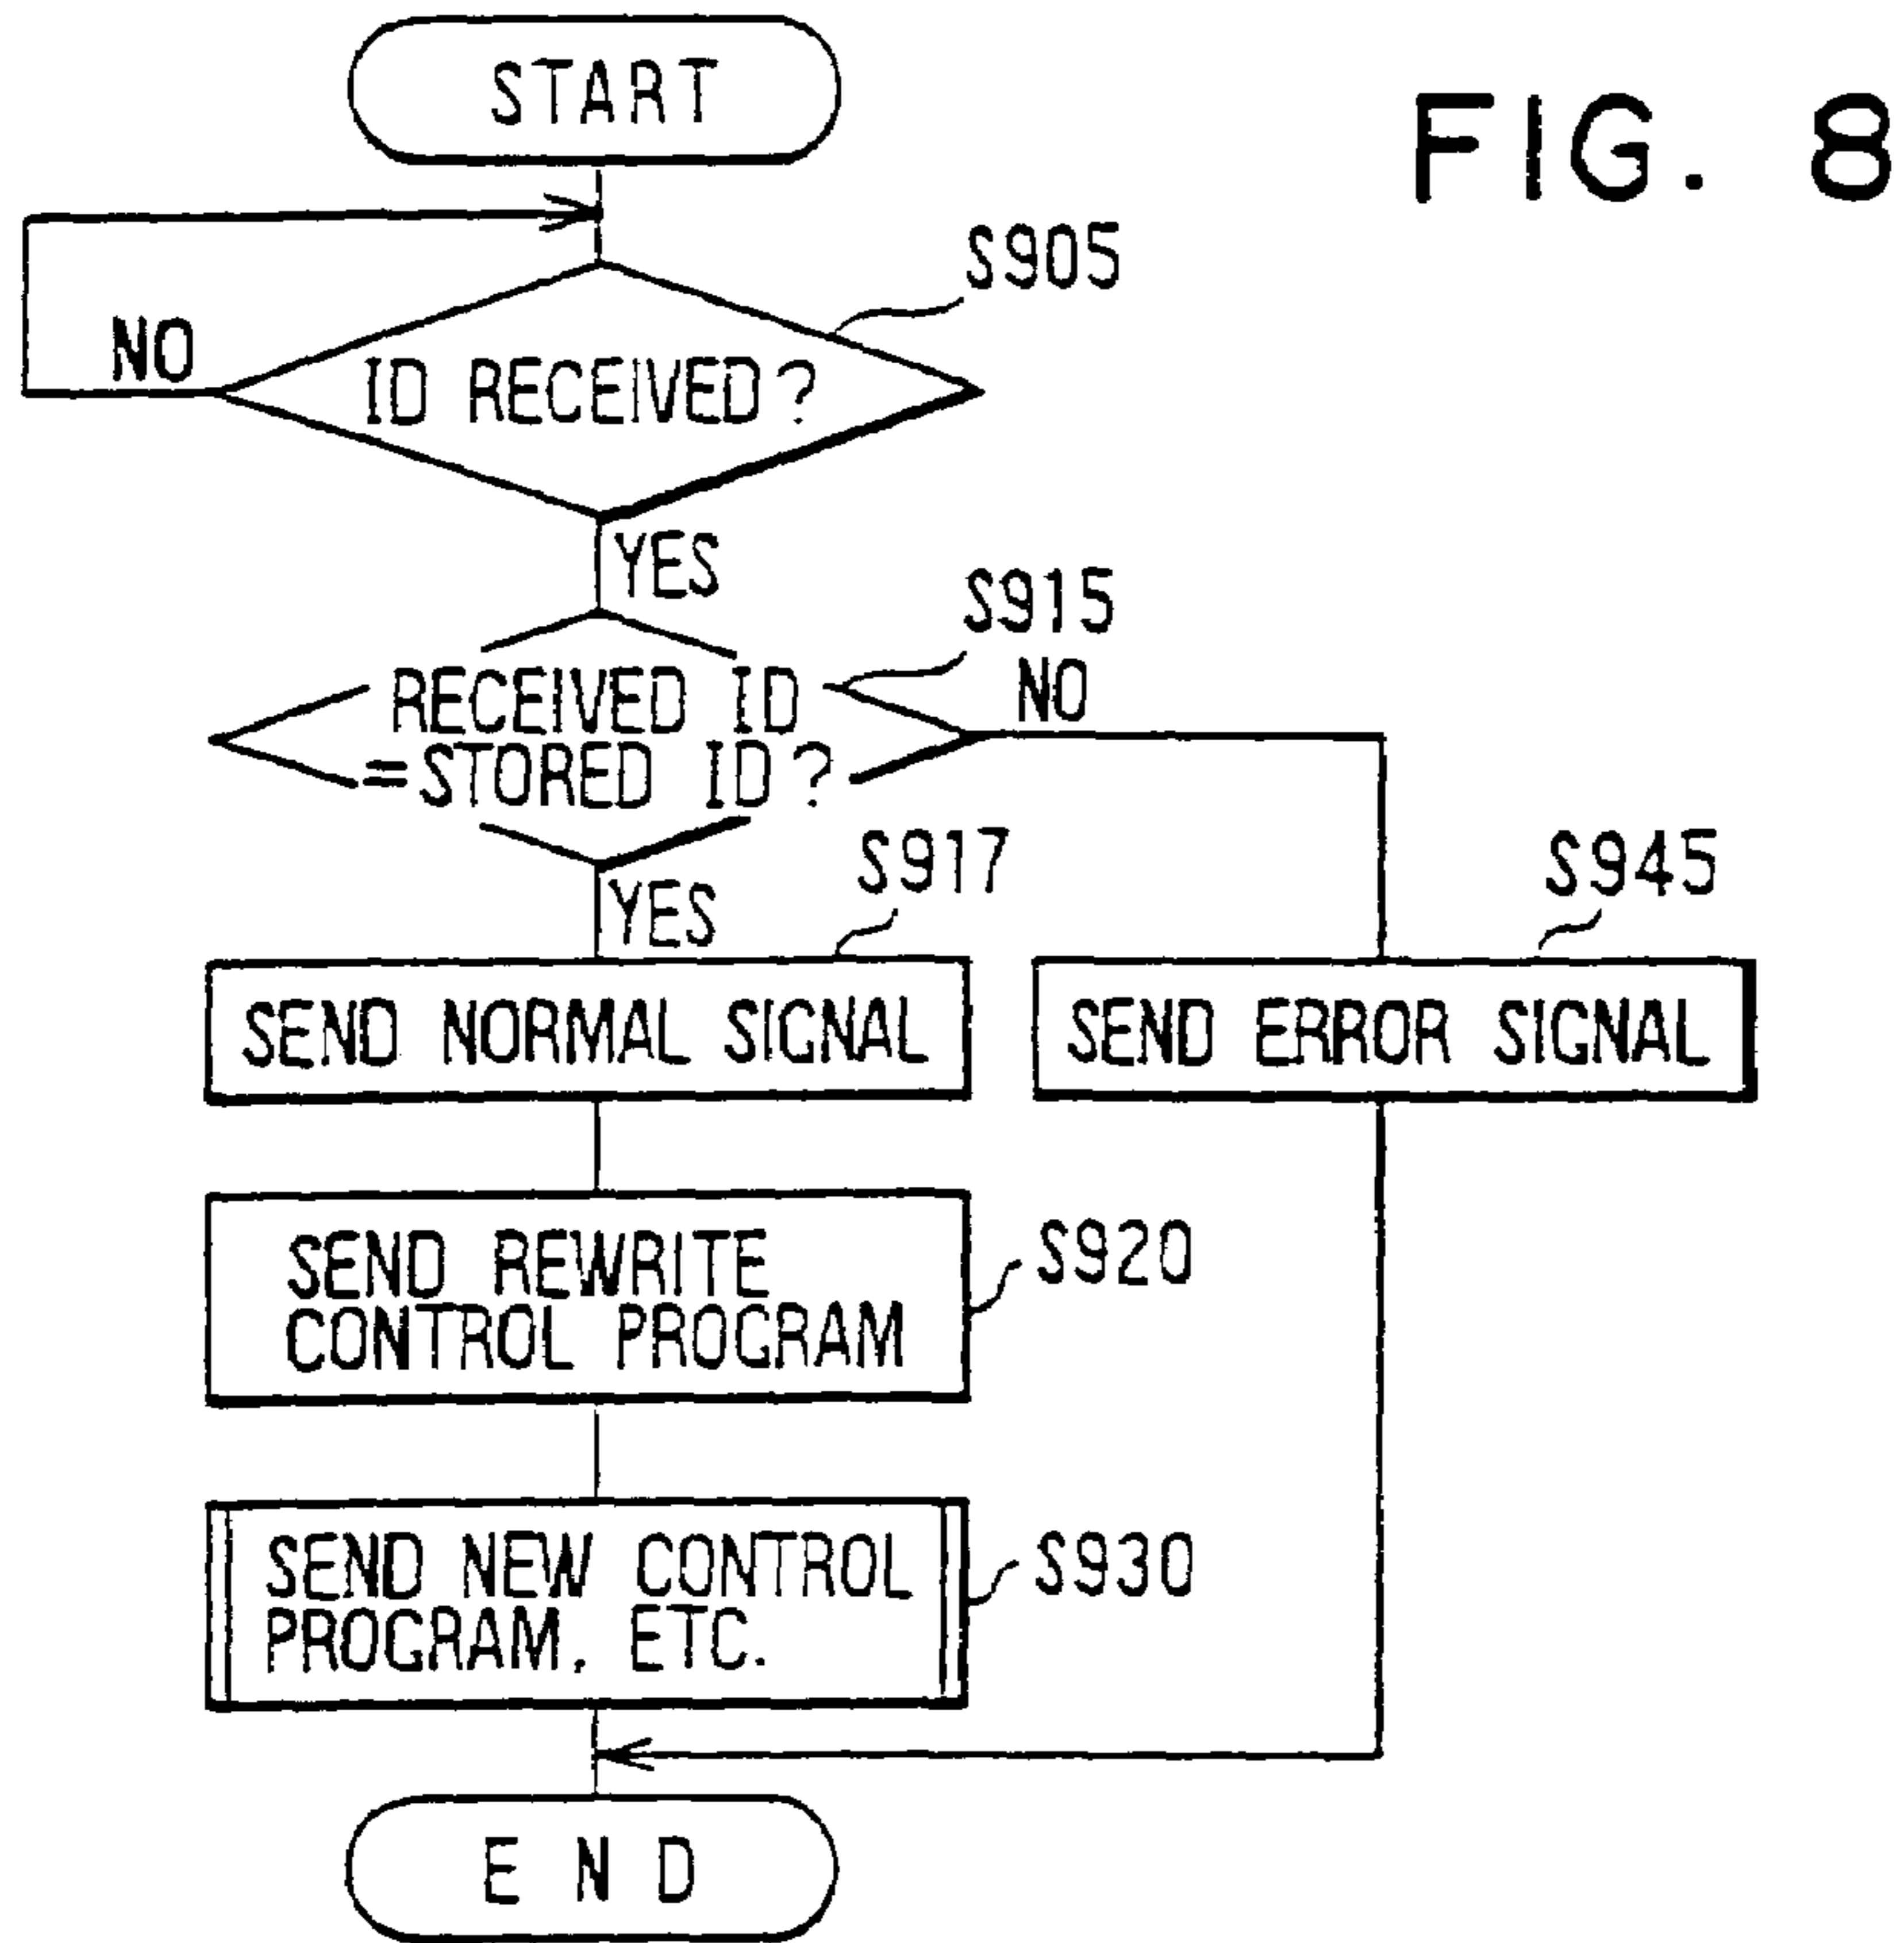 START
FIG. 8
S905
NO
ID RECEIVED?
YES
S915
NO
RECEIVED ID
=STORED ID?
S917
S945
YES
SEND NORMAL SIGNAL
SEND ERROR SIGNAL
SEND REWRITE
CONTROL PROGRAM
S920
SEND NEW CONTROL
PROGRAM, ETC.
S930
END